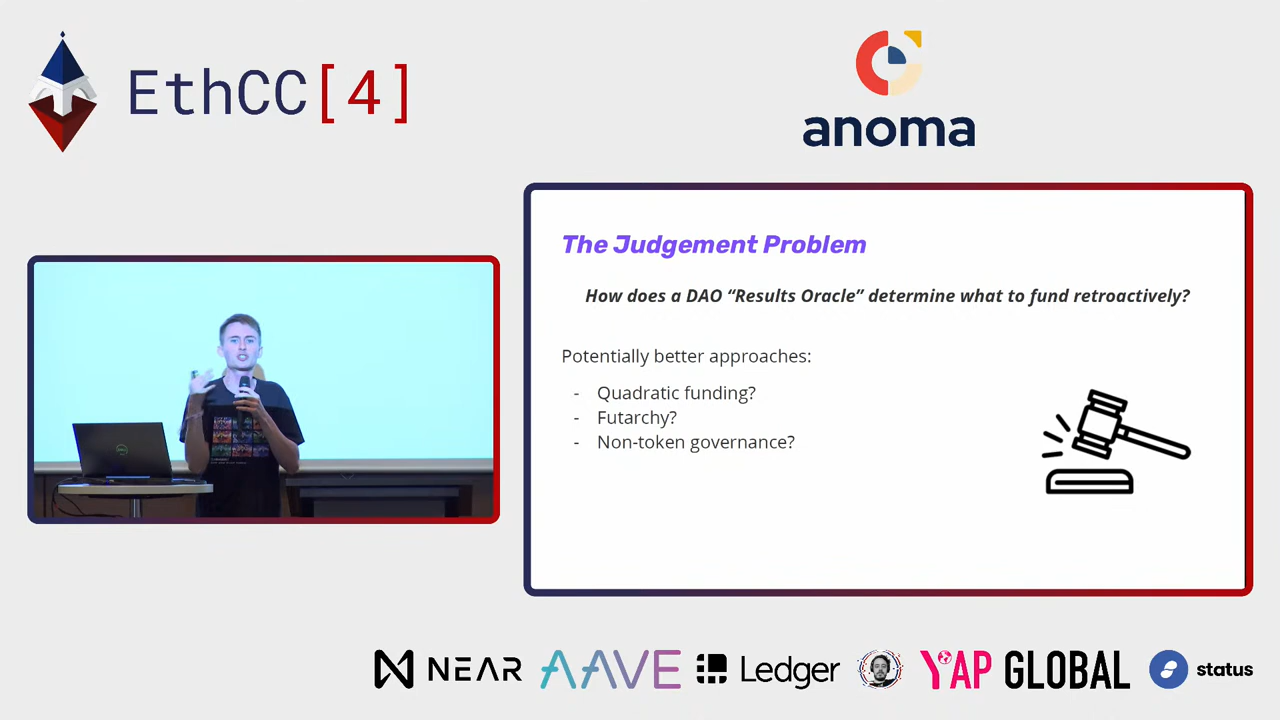 EthCC[4]
anoma
The Judgement Problem
How does a DAO “Results Oracle” determine what to fund retroactively?
Potentially better approaches:
- Quadratic funding?
- Futarchy?
- Non-token governance?
DELL
NEAR
AAVE
Ledger
YAP GLOBAL
status